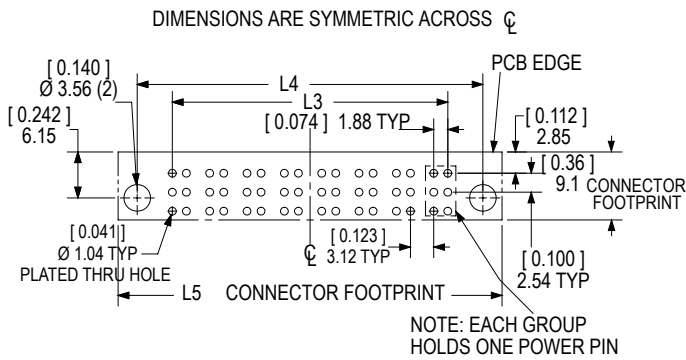 DIMENSIONS ARE SYMMETRIC ACROSS ℄
[ 0.140 ]
Ø 3.56 (2)
L4
PCB EDGE
L3
[ 0.242 ]
6.15
[ 0.074 ] 1.88 TYP
[ 0.112 ]
2.85
[ 0.36 ]
9.1
CONNECTOR
FOOTPRINT
[ 0.041 ]
Ø 1.04 TYP
PLATED THRU HOLE
℄
[ 0.123 ]
3.12 TYP
[ 0.100 ]
2.54 TYP
L5
CONNECTOR FOOTPRINT
NOTE: EACH GROUP
HOLDS ONE POWER PIN